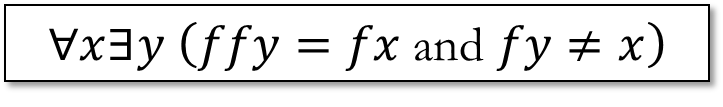 ∀x∃y (ffy = fx and fy ≠ x)